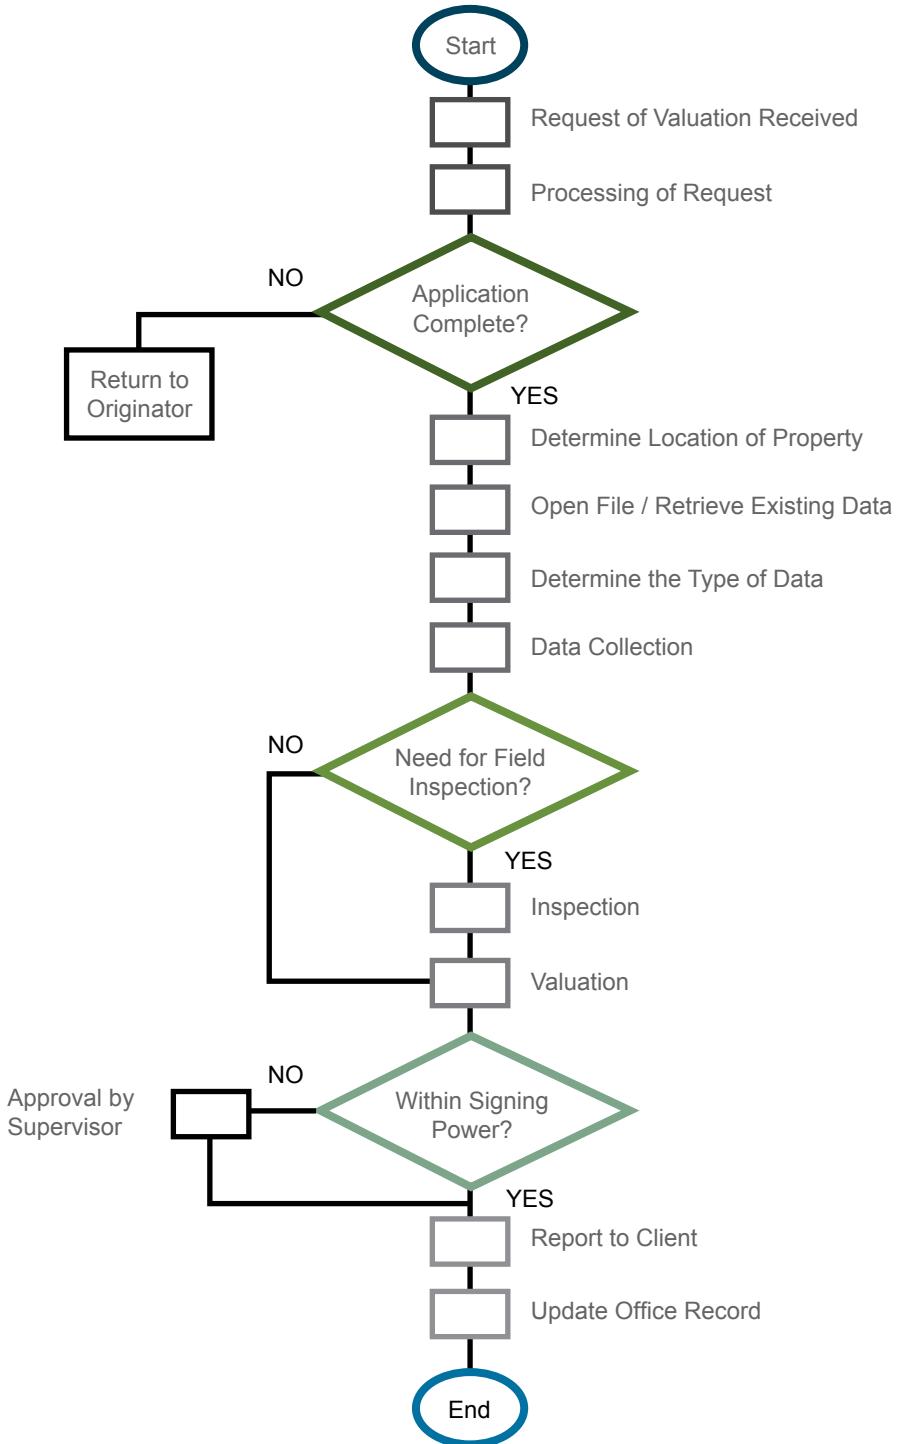 Start
Request of Valuation Received
Processing of Request
NO
Application
Complete?
Return to
Originator
YES
Determine Location of Property
Open File / Retrieve Existing Data
Determine the Type of Data
Data Collection
NO
Need for Field
Inspection?
YES
Inspection
Valuation
NO
Approval by
Supervisor
Within Signing
Power?
YES
Report to Client
Update Office Record
End